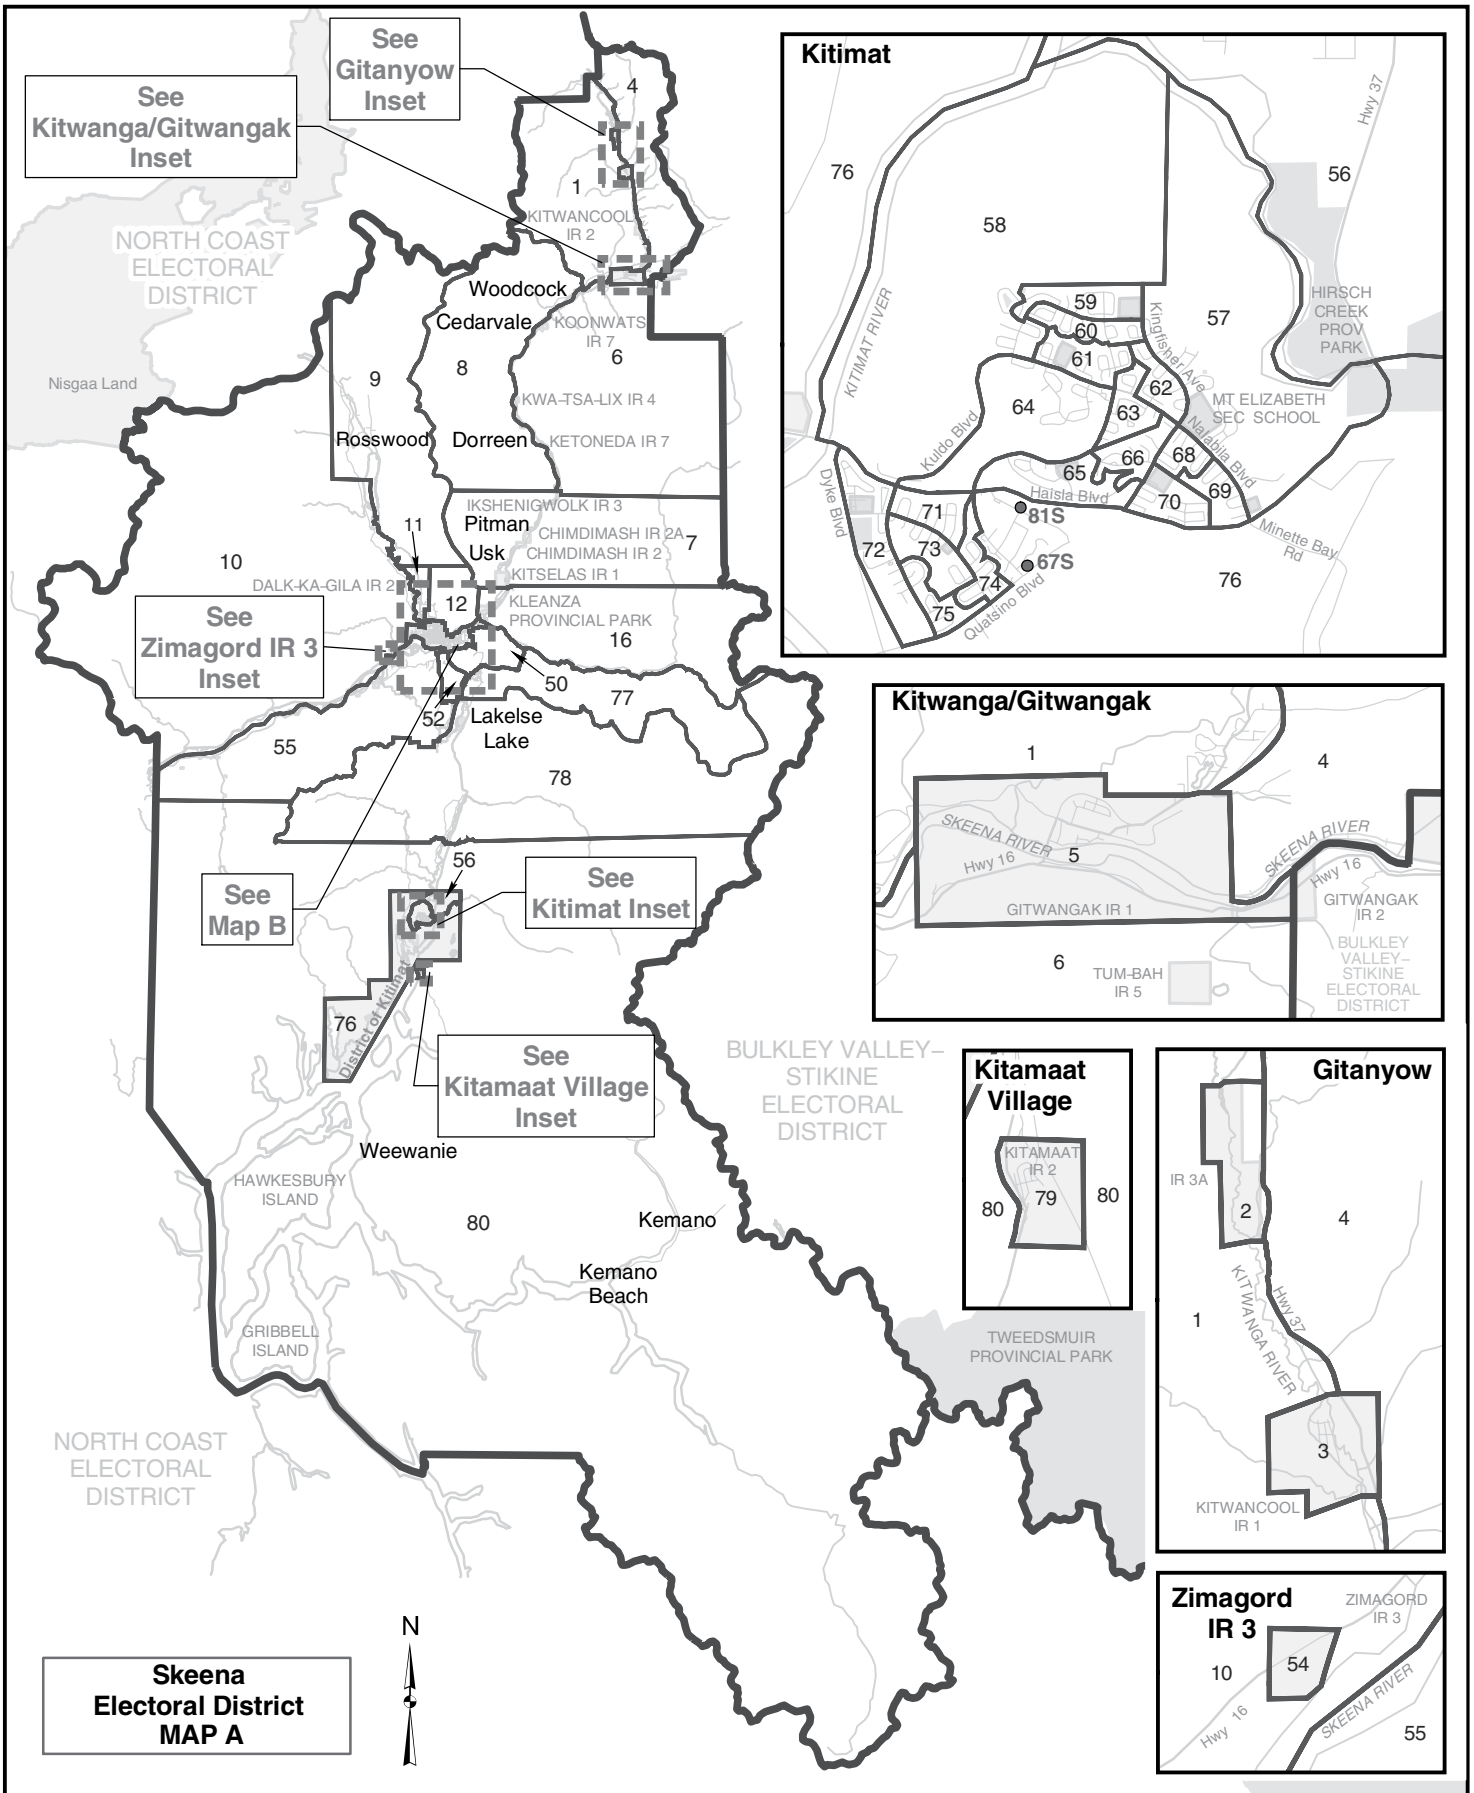 See
Gitanyow
Inset
See
Kitwanga/Gitwangak
Inset
4
1
KITWANCOOL
IR 2
NORTH COAST
ELECTORAL
DISTRICT
Woodcock
Cedarvale
KOONWATS
IR 7
6
Nisgaa Land
9
8
KWA-TSA-LIX IR 4
Rosswood
Dorreen
KETONEDA IR 7
IKSHENIGWOLK IR 3
Pitman
11
CHIMDIMASH IR 2A
7
Usk
CHIMDIMASH IR 2
10
KITSELAS IR 1
DALK-KA-GILA IR 2
12
KLEANZA
PROVINCIAL PARK
16
See
Zimagord IR 3
Inset
50
77
52
Lakelse
Lake
55
78
56
See
Map B
See
Kitimat Inset
District of Kitimat
76
See
Kitamaat Village
Inset
BULKLEY VALLEY–
STIKINE
ELECTORAL
DISTRICT
Weewanie
HAWKESBURY
ISLAND
80
Kemano
Kemano
Beach
GRIBBELL
ISLAND
TWEEDSMUIR
PROVINCIAL PARK
NORTH COAST
ELECTORAL
DISTRICT
N
Skeena
Electoral District
MAP A
Kitimat
Hwy 37
76
56
58
KITIMAT RIVER
59
Kingfisher Ave
57
HIRSCH
CREEK
PROV
PARK
60
61
62
MT ELIZABETH
SEC SCHOOL
64
63
Kuldo Blvd
Nalabila Blvd
68
66
65
69
Dyke Blvd
Haisla Blvd
70
71
81S
Minette Bay
Rd
72
73
67S
74
76
75
Quatsino Blvd
Kitwanga/Gitwangak
1
4
SKEENA RIVER
SKEENA RIVER
Hwy 16
5
Hwy 16
GITWANGAK IR 1
GITWANGAK
IR 2
6
TUM-BAH
IR 5
BULKLEY
VALLEY–
STIKINE
ELECTORAL
DISTRICT
Kitamaat
Village
KITAMAAT
IR 2
79
80
80
Gitanyow
IR 3A
2
4
KITWANGA RIVER
Hwy 37
1
3
KITWANCOOL
IR 1
Zimagord
IR 3
ZIMAGORD
IR 3
10
54
Hwy 16
SKEENA RIVER
55